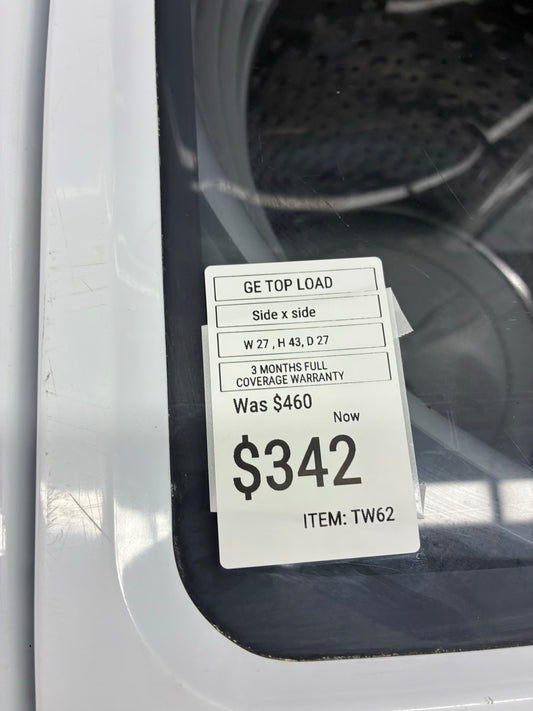 GE TOP LOAD
Side x side
W 27 , H 43, D 27
3 MONTHS FULL
COVERAGE WARRANTY
Was $460
Now
$342
ITEM: TW62